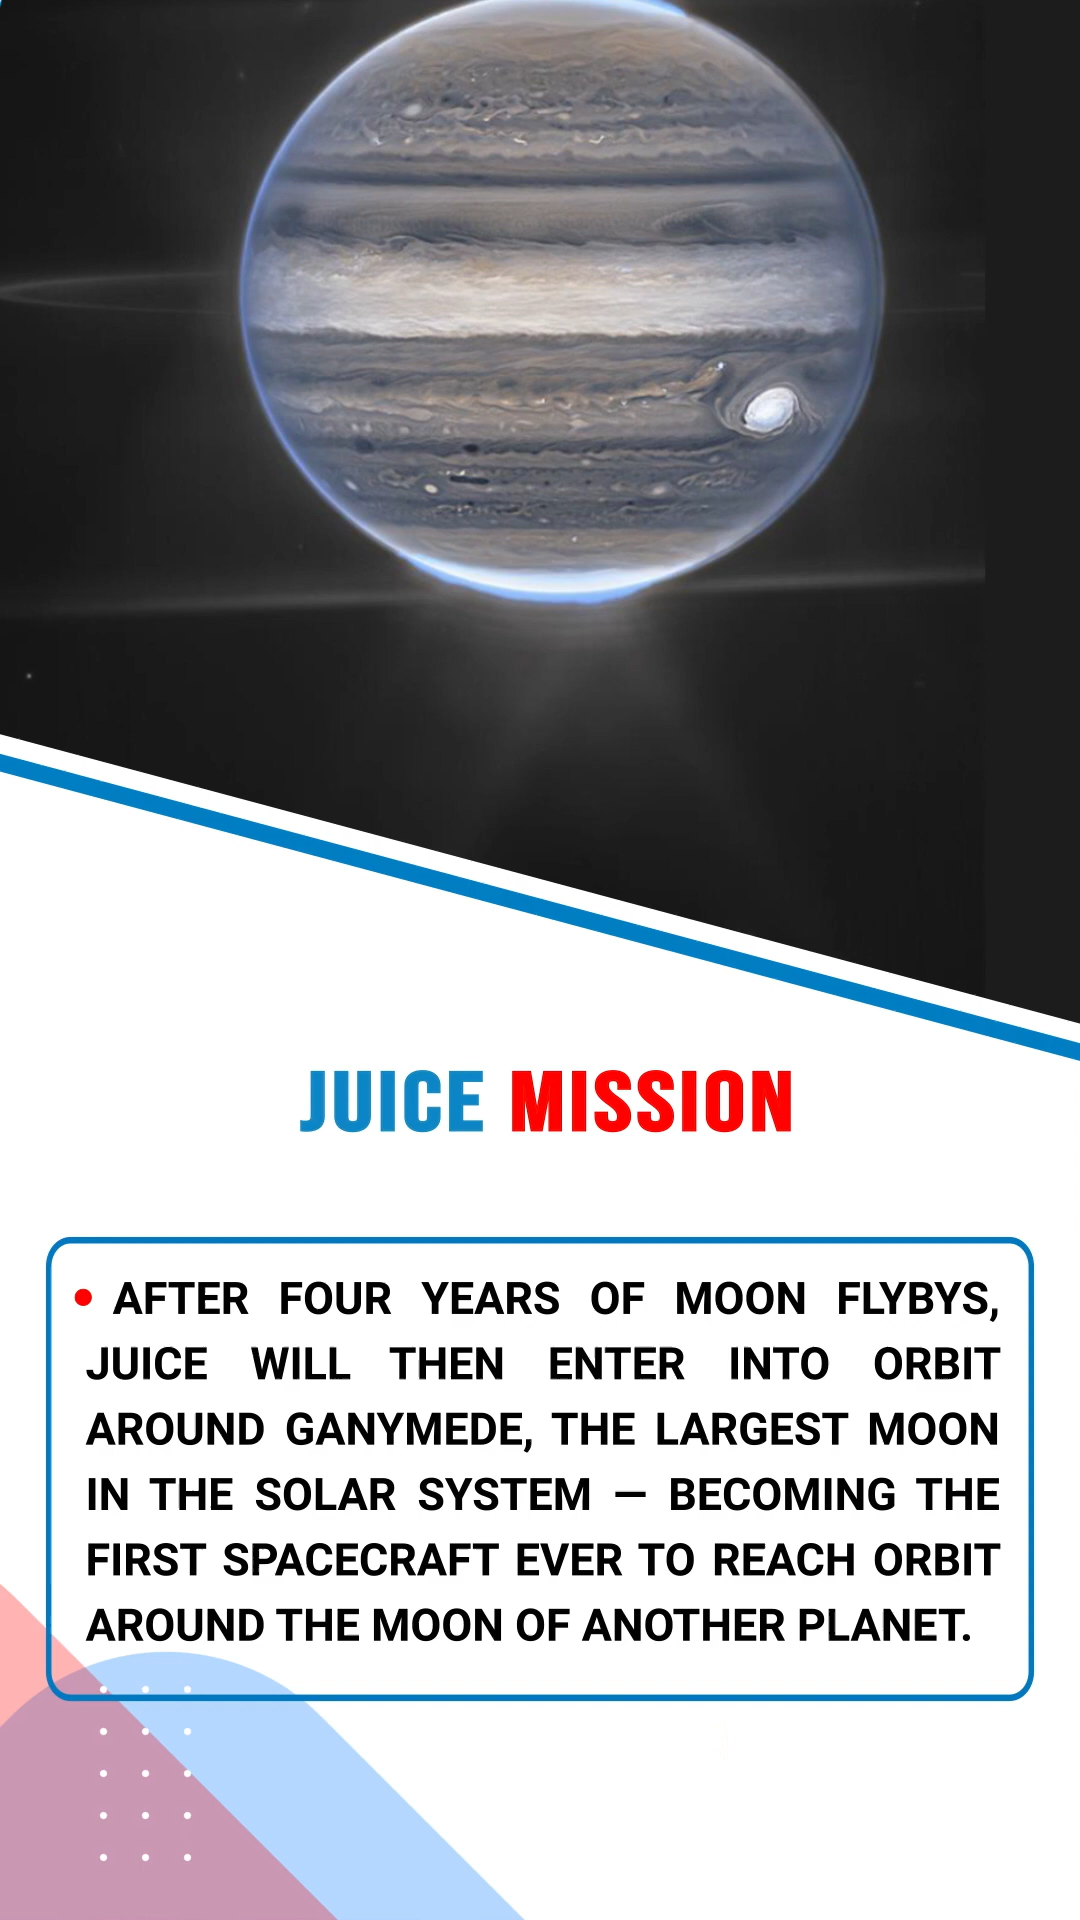 JUICE MISSION
• AFTER FOUR YEARS OF MOON FLYBYS,
JUICE WILL THEN ENTER INTO ORBIT
AROUND GANYMEDE, THE LARGEST MOON
IN THE SOLAR SYSTEM — BECOMING THE
FIRST SPACECRAFT EVER TO REACH ORBIT
AROUND THE MOON OF ANOTHER PLANET.